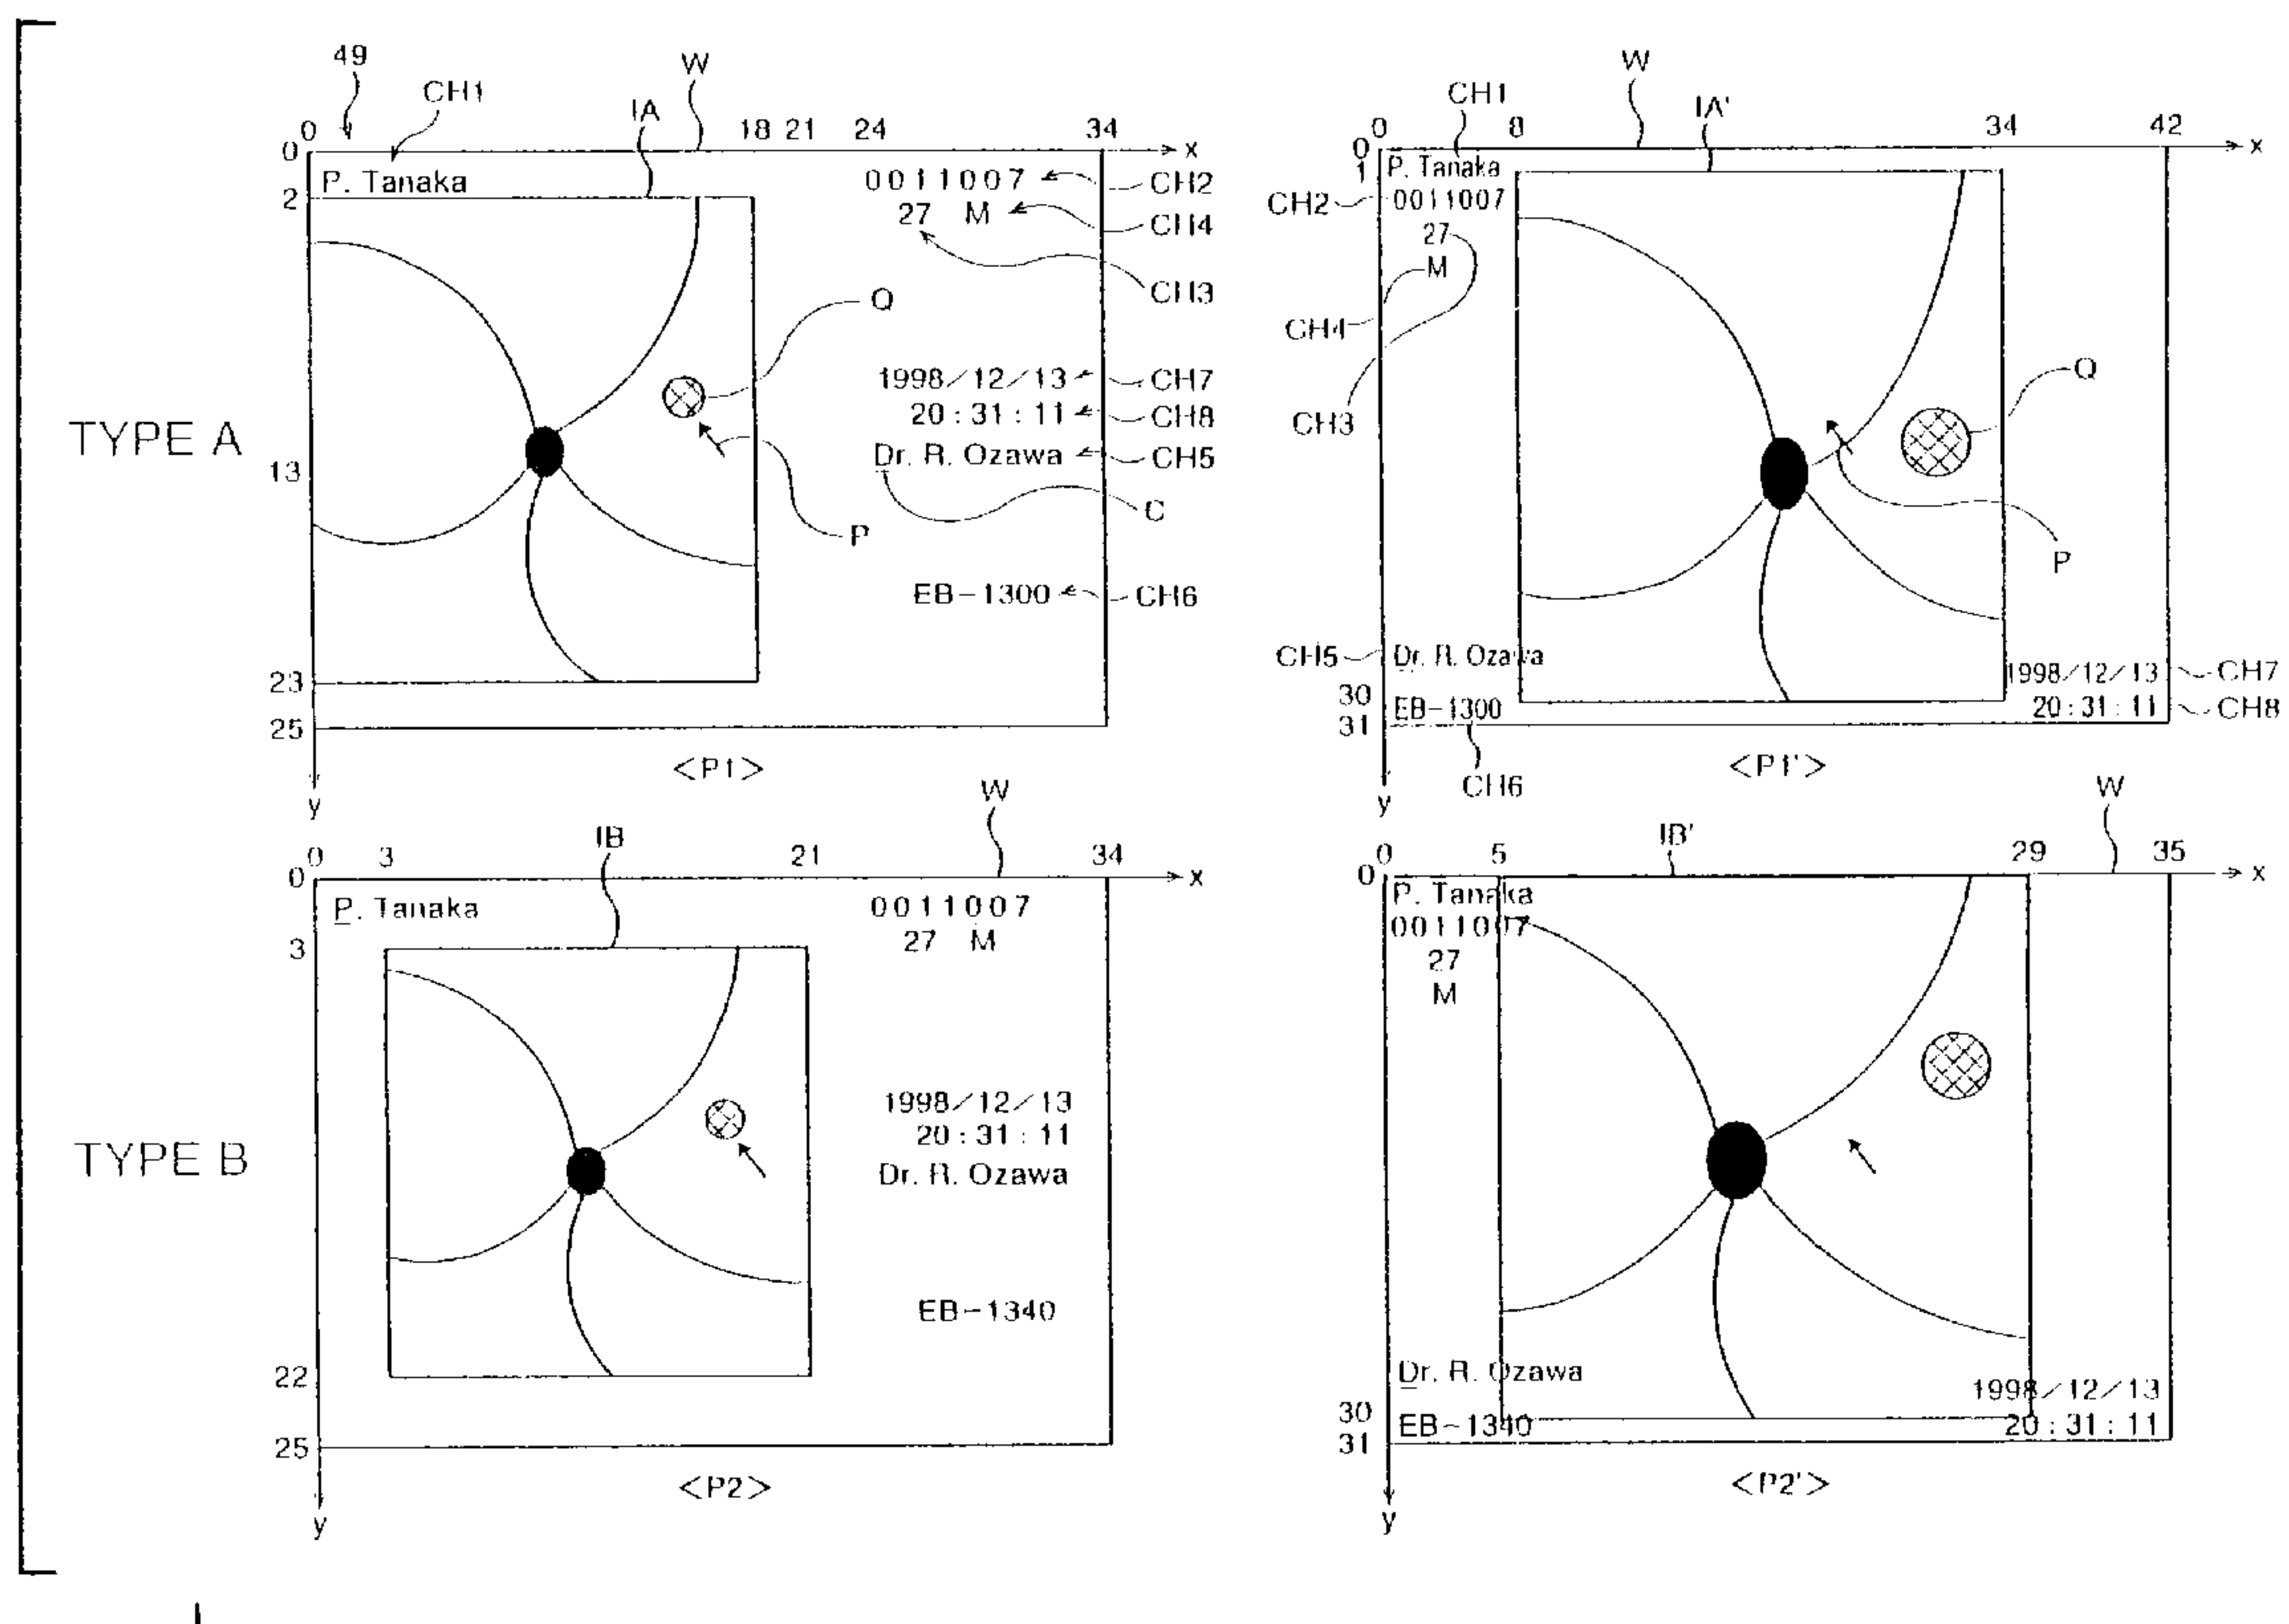 TYPE A
49
CH1
IA
W
0 18 21 24 34 x
0
P. Tanaka
2
0011007
CH2
27 M
CH4
CH3
Q
1998/12/13
CH7
20:31:11
CH8
Dr. R. Ozawa
CH5
13
C
P
EB-1300
CH6
23
25
y
<P1>
CH1
W
IA'
0 8 34 42 x
0
1
P. Tanaka
CH2
0011007
27
M
CH4
CH3
Q
P
CH5
Dr. R. Ozawa
1998/12/13
CH7
30
EB-1300
20:31:11
CH8
31
CH6
y
<P1'>
TYPE B
IB
W
0 3 21 34 x
0
P. Tanaka
0011007
3
27 M
1998/12/13
20:31:11
Dr. R. Ozawa
EB-1340
22
25
y
<P2>
IB'
W
0 5 29 35 x
0
P. Tanaka
0011007
27
M
Dr. R. Ozawa
1998/12/13
30
EB-1340
20:31:11
31
y
<P2'>